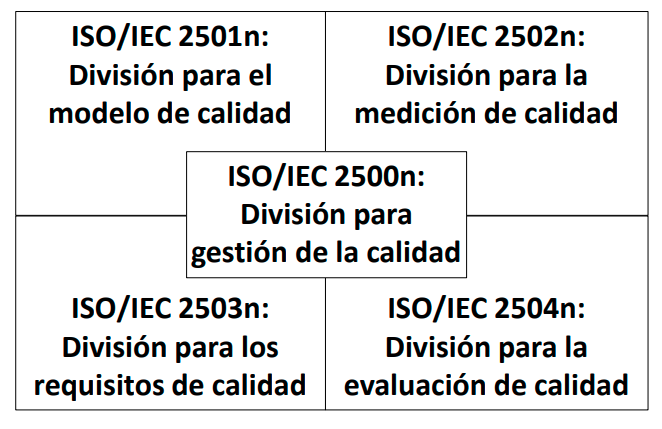 ISO/IEC 2501n:
División para el
modelo de calidad
ISO/IEC 2502n:
División para la
medición de calidad
ISO/IEC 2500n:
División para
gestión de la calidad
ISO/IEC 2503n:
División para los
requisitos de calidad
ISO/IEC 2504n:
División para la
evaluación de calidad